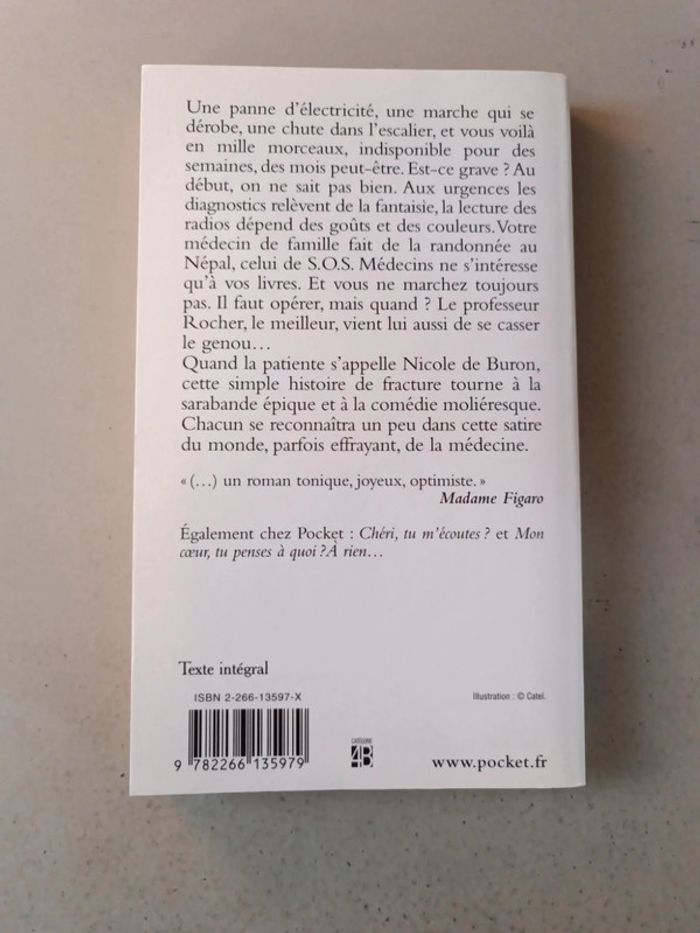 Une panne d'électricité, une marche qui se
dérobe, une chute dans l'escalier, et vous voilà
en mille morceaux, indisponible pour des
semaines, des mois peut-être. Est-ce grave ? Au
début, on ne sait pas bien. Aux urgences les
diagnostics relèvent de la fantaisie, la lecture des
radios dépend des goûts et des couleurs. Votre
médecin de famille fait de la randonnée au
Népal, celui de S.O.S. Médecins ne s'intéresse
qu'à vos livres. Et vous ne marchez toujours
pas. Il faut opérer, mais quand ? Le professeur
Rocher, le meilleur, vient lui aussi de se casser
le genou…
Quand la patiente s'appelle Nicole de Buron,
cette simple histoire de fracture tourne à la
sarabande épique et à la comédie moliéresque.
Chacun se reconnaîtra un peu dans cette satire
du monde, parfois effrayant, de la médecine.
« (…) un roman tonique, joyeux, optimiste. »
Madame Figaro
Également chez Pocket : Chéri, tu m'écoutes ? et Mon
cœur, tu penses à quoi ? À rien…
Texte intégral
ISBN 2-266-13597-X
Illustration : © Catel.
9 782266 135979
CATÉGORIE
4B
www.pocket.fr